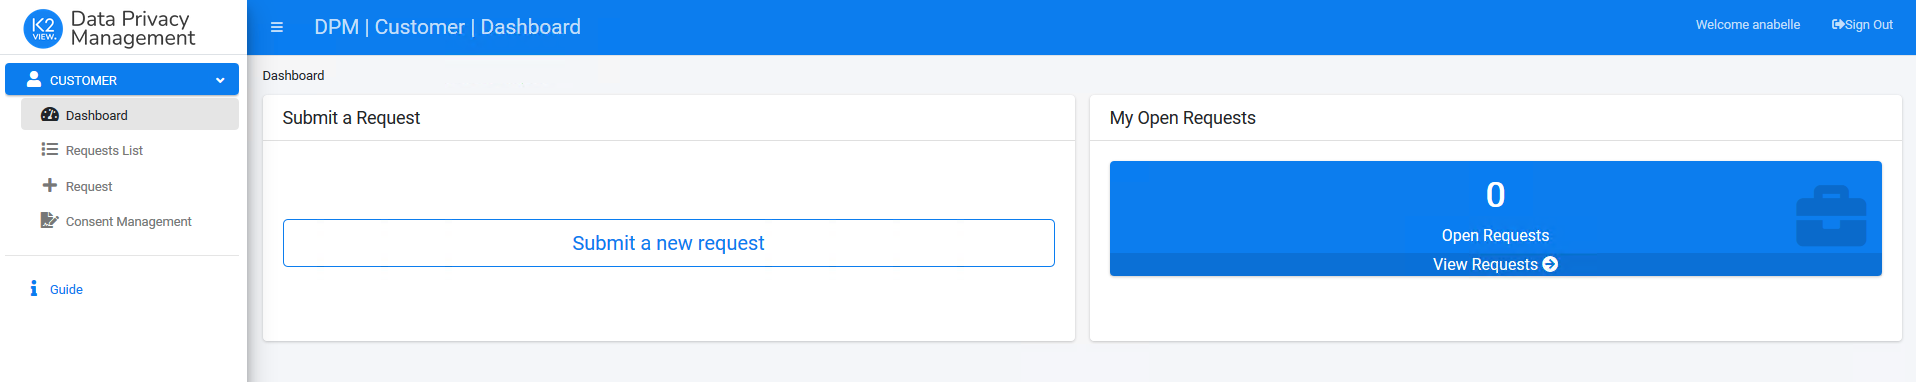 K2
VIEW
Data Privacy
Management
DPM | Customer | Dashboard
Welcome anabelle
Sign Out
CUSTOMER
Dashboard
Requests List
Request
Consent Management
Guide
Dashboard
Submit a Request
Submit a new request
My Open Requests
0
Open Requests
View Requests